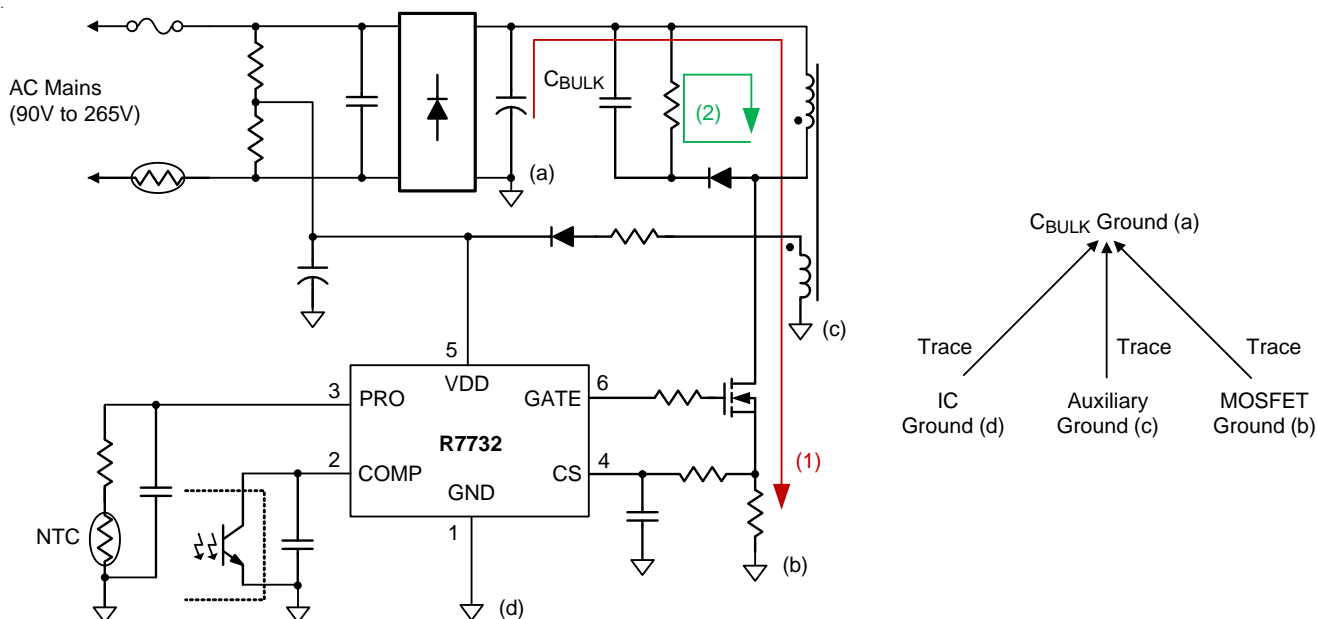 AC Mains
(90V to 265V)
CBULK
(2)
(a)
(c)
CBULK Ground (a)
Trace
Trace
Trace
IC
Ground (d)
Auxiliary
Ground (c)
MOSFET
Ground (b)
5
VDD
3
PRO
GATE
6
R7732
2
COMP
CS
4
(1)
GND
1
NTC
(b)
(d)